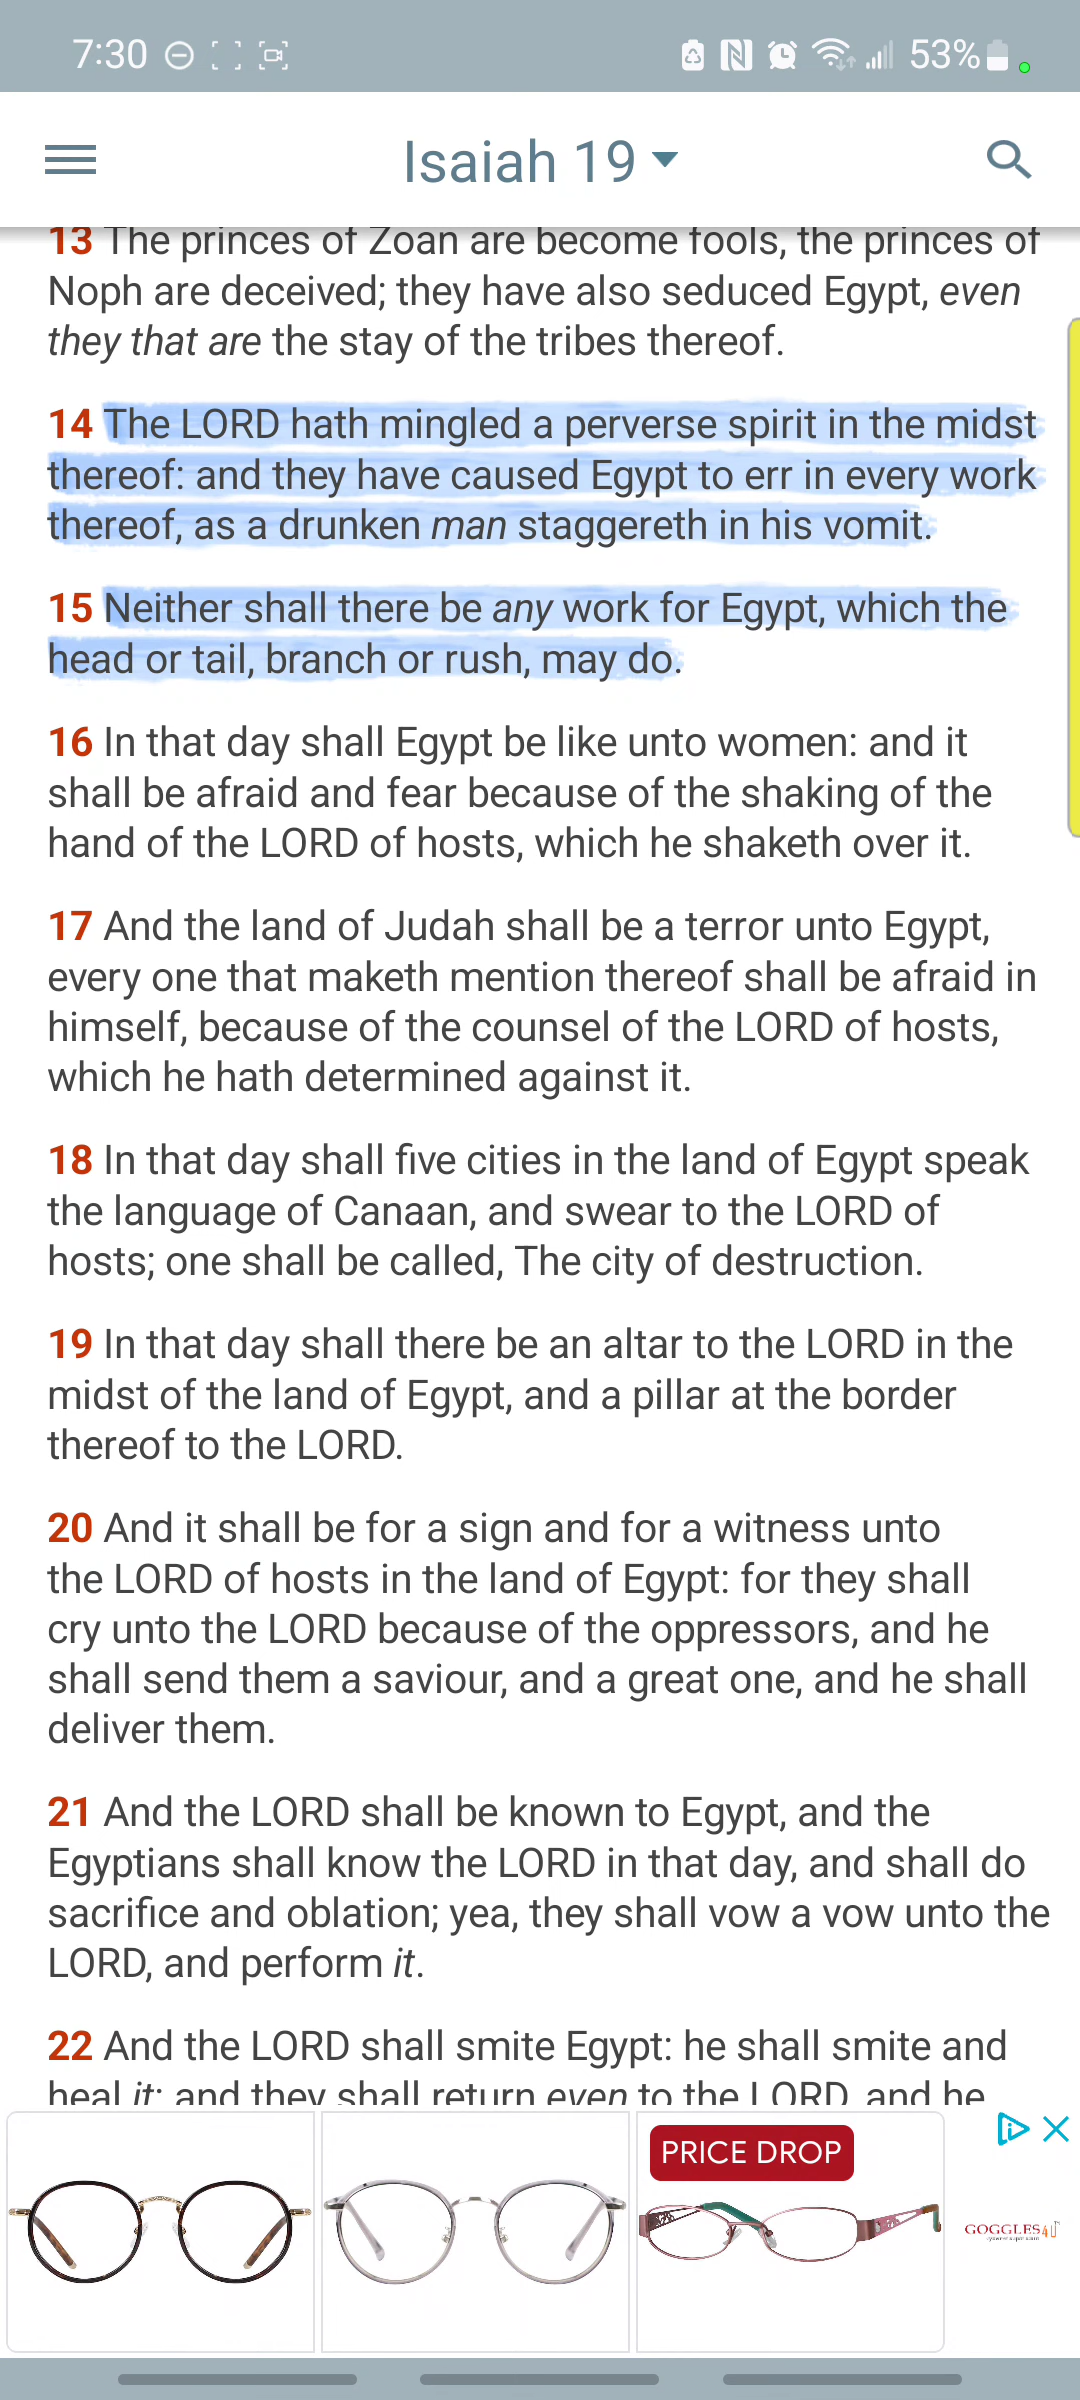 7:30
53%
Isaiah 19
13 The princes of Zoan are become fools, the princes of
Noph are deceived; they have also seduced Egypt, even
they that are the stay of the tribes thereof.
14 The LORD hath mingled a perverse spirit in the midst
thereof: and they have caused Egypt to err in every work
thereof, as a drunken man staggereth in his vomit.
15 Neither shall there be any work for Egypt, which the
head or tail, branch or rush, may do.
16 In that day shall Egypt be like unto women: and it
shall be afraid and fear because of the shaking of the
hand of the LORD of hosts, which he shaketh over it.
17 And the land of Judah shall be a terror unto Egypt,
every one that maketh mention thereof shall be afraid in
himself, because of the counsel of the LORD of hosts,
which he hath determined against it.
18 In that day shall five cities in the land of Egypt speak
the language of Canaan, and swear to the LORD of
hosts; one shall be called, The city of destruction.
19 In that day shall there be an altar to the LORD in the
midst of the land of Egypt, and a pillar at the border
thereof to the LORD.
20 And it shall be for a sign and for a witness unto
the LORD of hosts in the land of Egypt: for they shall
cry unto the LORD because of the oppressors, and he
shall send them a saviour, and a great one, and he shall
deliver them.
21 And the LORD shall be known to Egypt, and the
Egyptians shall know the LORD in that day, and shall do
sacrifice and oblation; yea, they shall vow a vow unto the
LORD, and perform it.
22 And the LORD shall smite Egypt: he shall smite and
heal it: and they shall return even to the LORD, and he
PRICE DROP
GOGGLES4U